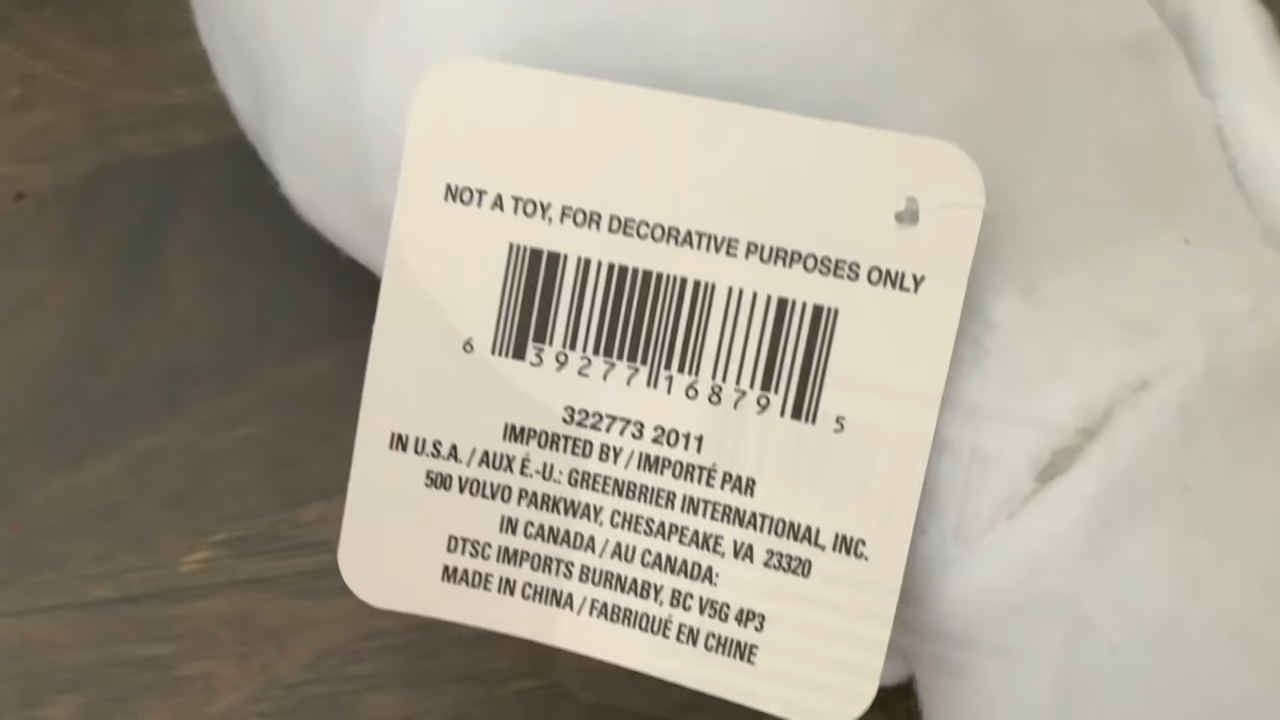 NOT A TOY, FOR DECORATIVE PURPOSES ONLY
6 39277 16879 5
322773 2011
IMPORTED BY / IMPORTÉ PAR
IN U.S.A. / AUX É.-U.: GREENBRIER INTERNATIONAL, INC.
500 VOLVO PARKWAY, CHESAPEAKE, VA 23320
IN CANADA / AU CANADA:
DTSC IMPORTS BURNABY, BC V5G 4P3
MADE IN CHINA / FABRIQUÉ EN CHINE